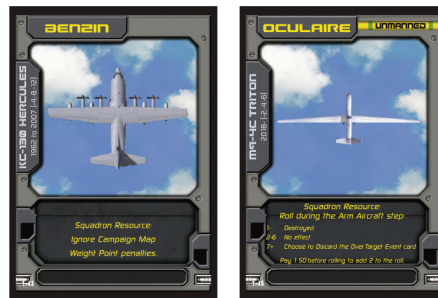 BENZIN
KC-130 HERCULES
1962 to 2007 [-4,-8,-12]
Squadron Resource:
Ignore Campaign Map
Weight Point penalties.
OCULAIRE
UNMANNED
MQ-4C TRITON
2018- [-2,-4,-6]
Squadron Resource:
Roll during the Arm Aircraft step:
1- Destroyed
2-6 No effect
7+ Choose to Discard the Over Target Event card
Pay 1 SO before rolling to add 2 to the roll.